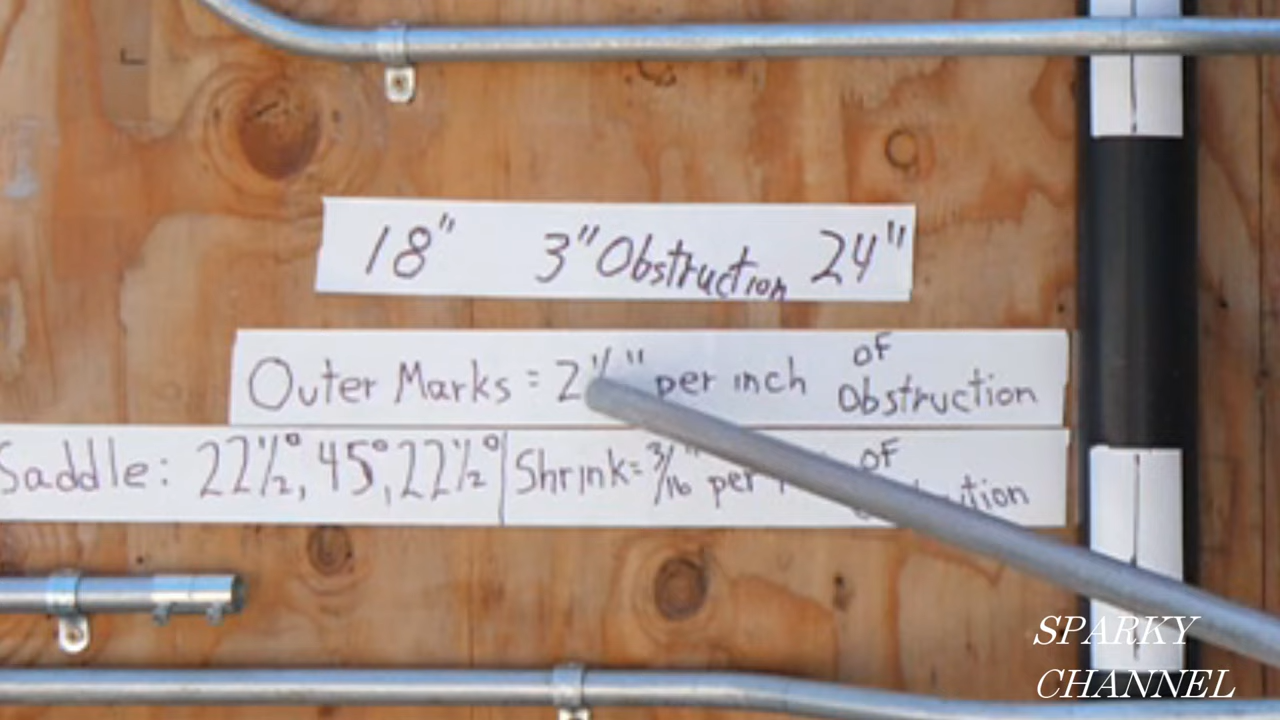 18" 3" Obstruction 24"
Outer Marks = 2 per inch of Obstruction
Saddle: 22½°, 45°, 22½° Shrink = 3/16" per of
SPARKY
CHANNEL